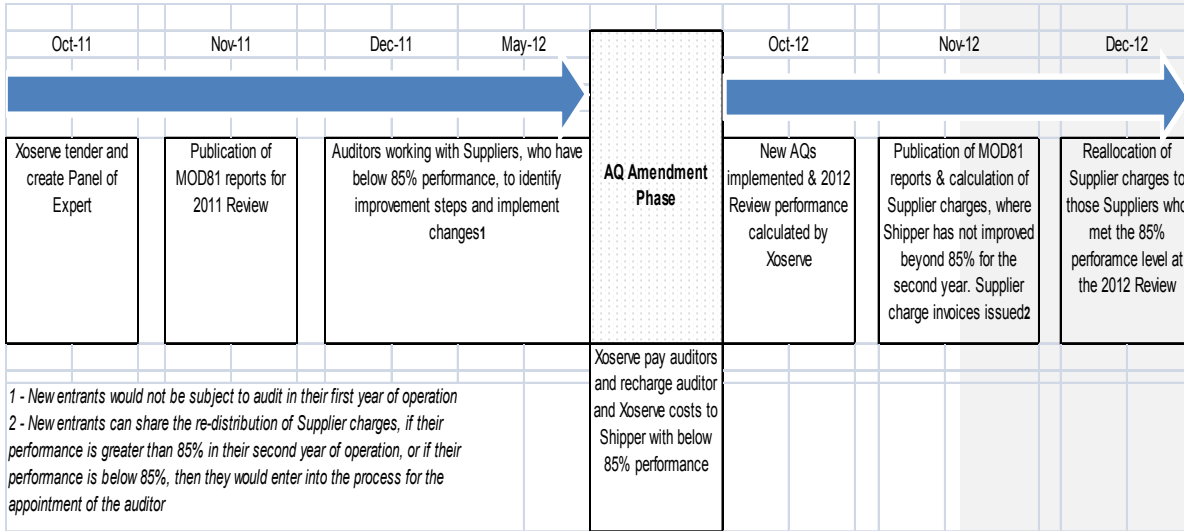 Oct-11
Nov-11
Dec-11
May-12
Oct-12
Nov-12
Dec-12
Xoserve tender and
create Panel of
Expert
Publication of
MOD81 reports for
2011 Review
Auditors working with Suppliers, who have
below 85% performance, to identify
improvement steps and implement
changes1
AQ Amendment
Phase
New AQs
implemented & 2012
Review performance
calculated by
Xoserve
Publication of MOD81
reports & calculation of
Supplier charges, where
Shipper has not improved
beyond 85% for the
second year. Supplier
charge invoices issued2
Reallocation of
Supplier charges to
those Suppliers who
met the 85%
perforamce level at
the 2012 Review
Xoserve pay auditors
and recharge auditor
and Xoserve costs to
Shipper with below
85% performance
1 - New entrants would not be subject to audit in their first year of operation
2 - New entrants can share the re-distribution of Supplier charges, if their
performance is greater than 85% in their second year of operation, or if their
performance is below 85%, then they would enter into the process for the
appointment of the auditor